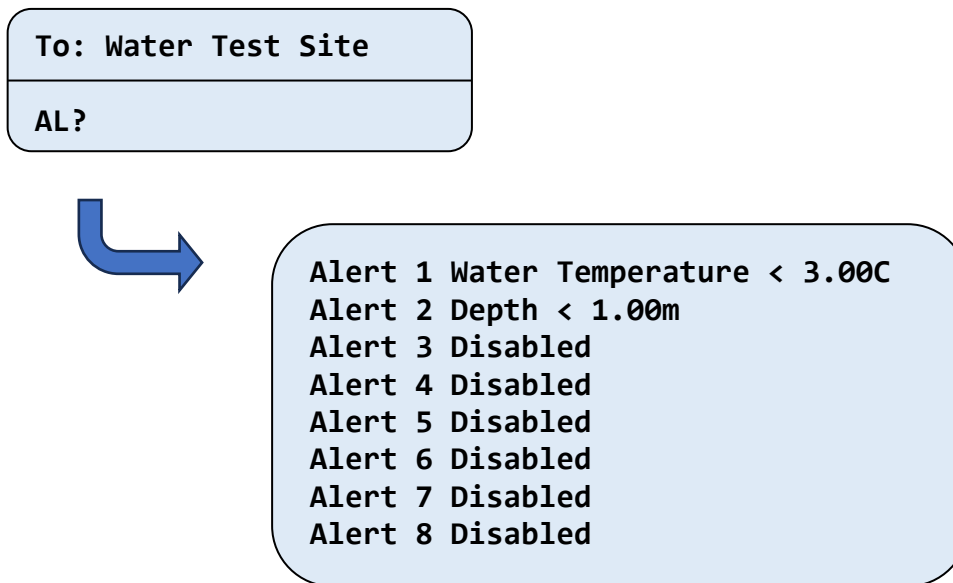 To: Water Test Site
AL?
Alert 1 Water Temperature < 3.00C
Alert 2 Depth < 1.00m
Alert 3 Disabled
Alert 4 Disabled
Alert 5 Disabled
Alert 6 Disabled
Alert 7 Disabled
Alert 8 Disabled